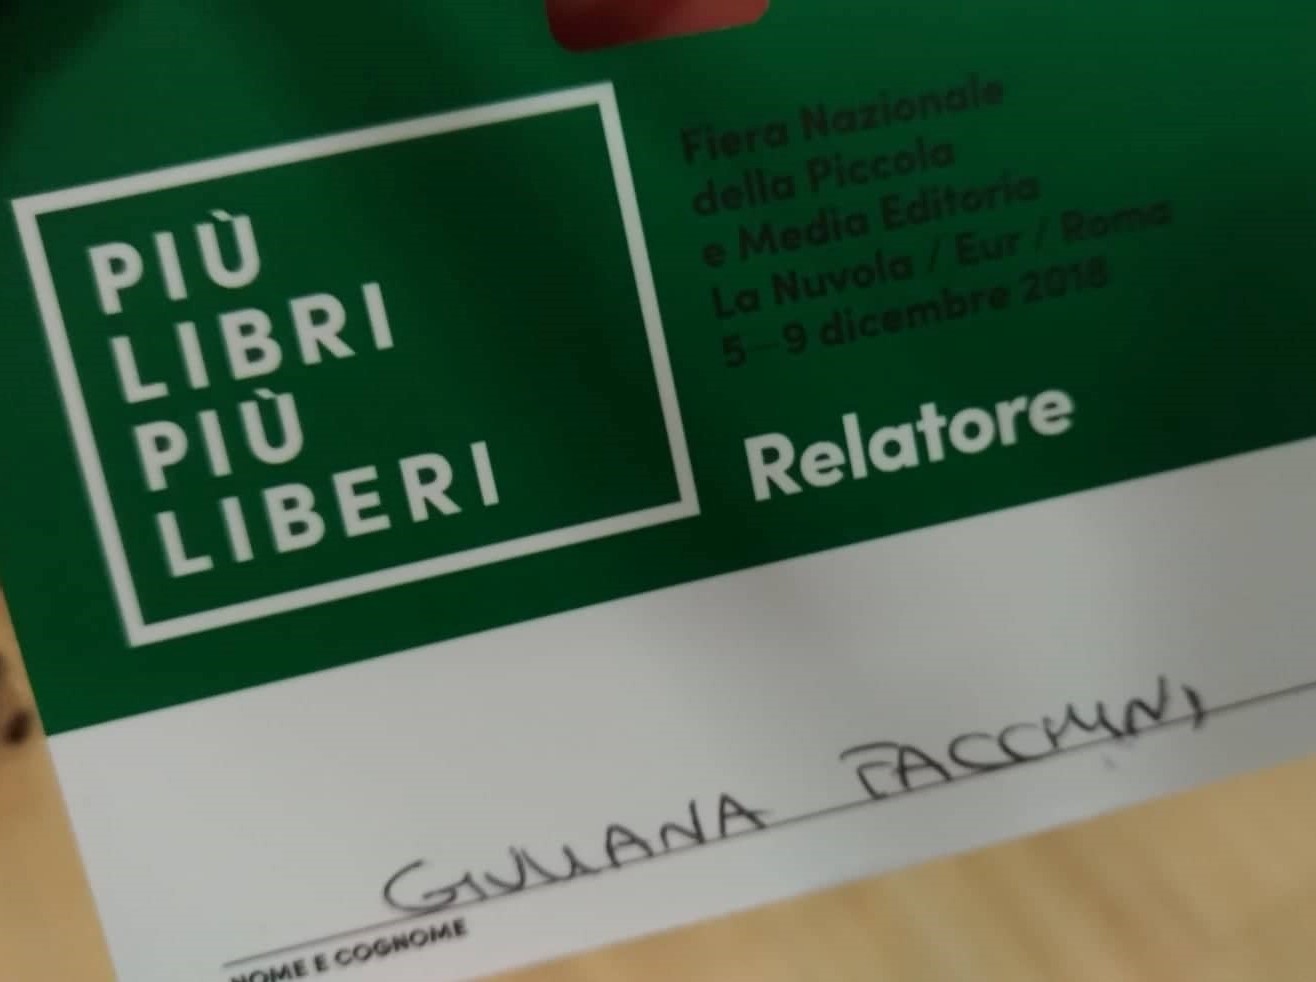 PIÙ
LIBRI
PIÙ
LIBERI
Fiera Nazionale
della Piccola
e Media Editoria
La Nuvola / Eur / Roma
5—9 dicembre 2018
Relatore
GIULIANA FACCHINI
NOME E COGNOME